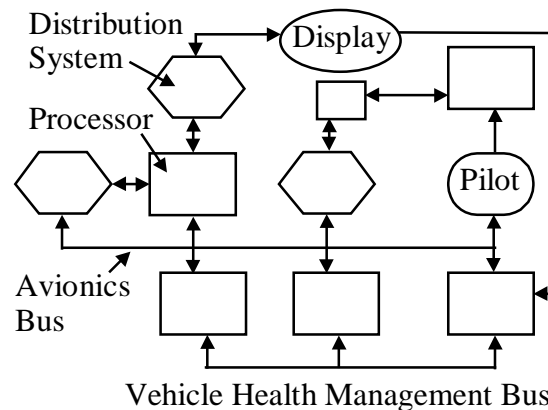 Distribution
System
Display
Processor
Pilot
Avionics
Bus
Vehicle Health Management Bus